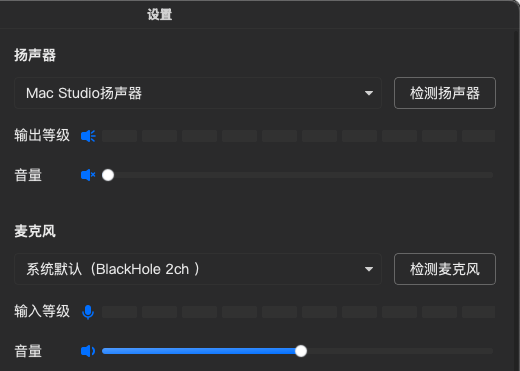 设置
扬声器
Mac Studio扬声器
检测扬声器
输出等级
音量
麦克风
系统默认（BlackHole 2ch ）
检测麦克风
输入等级
音量